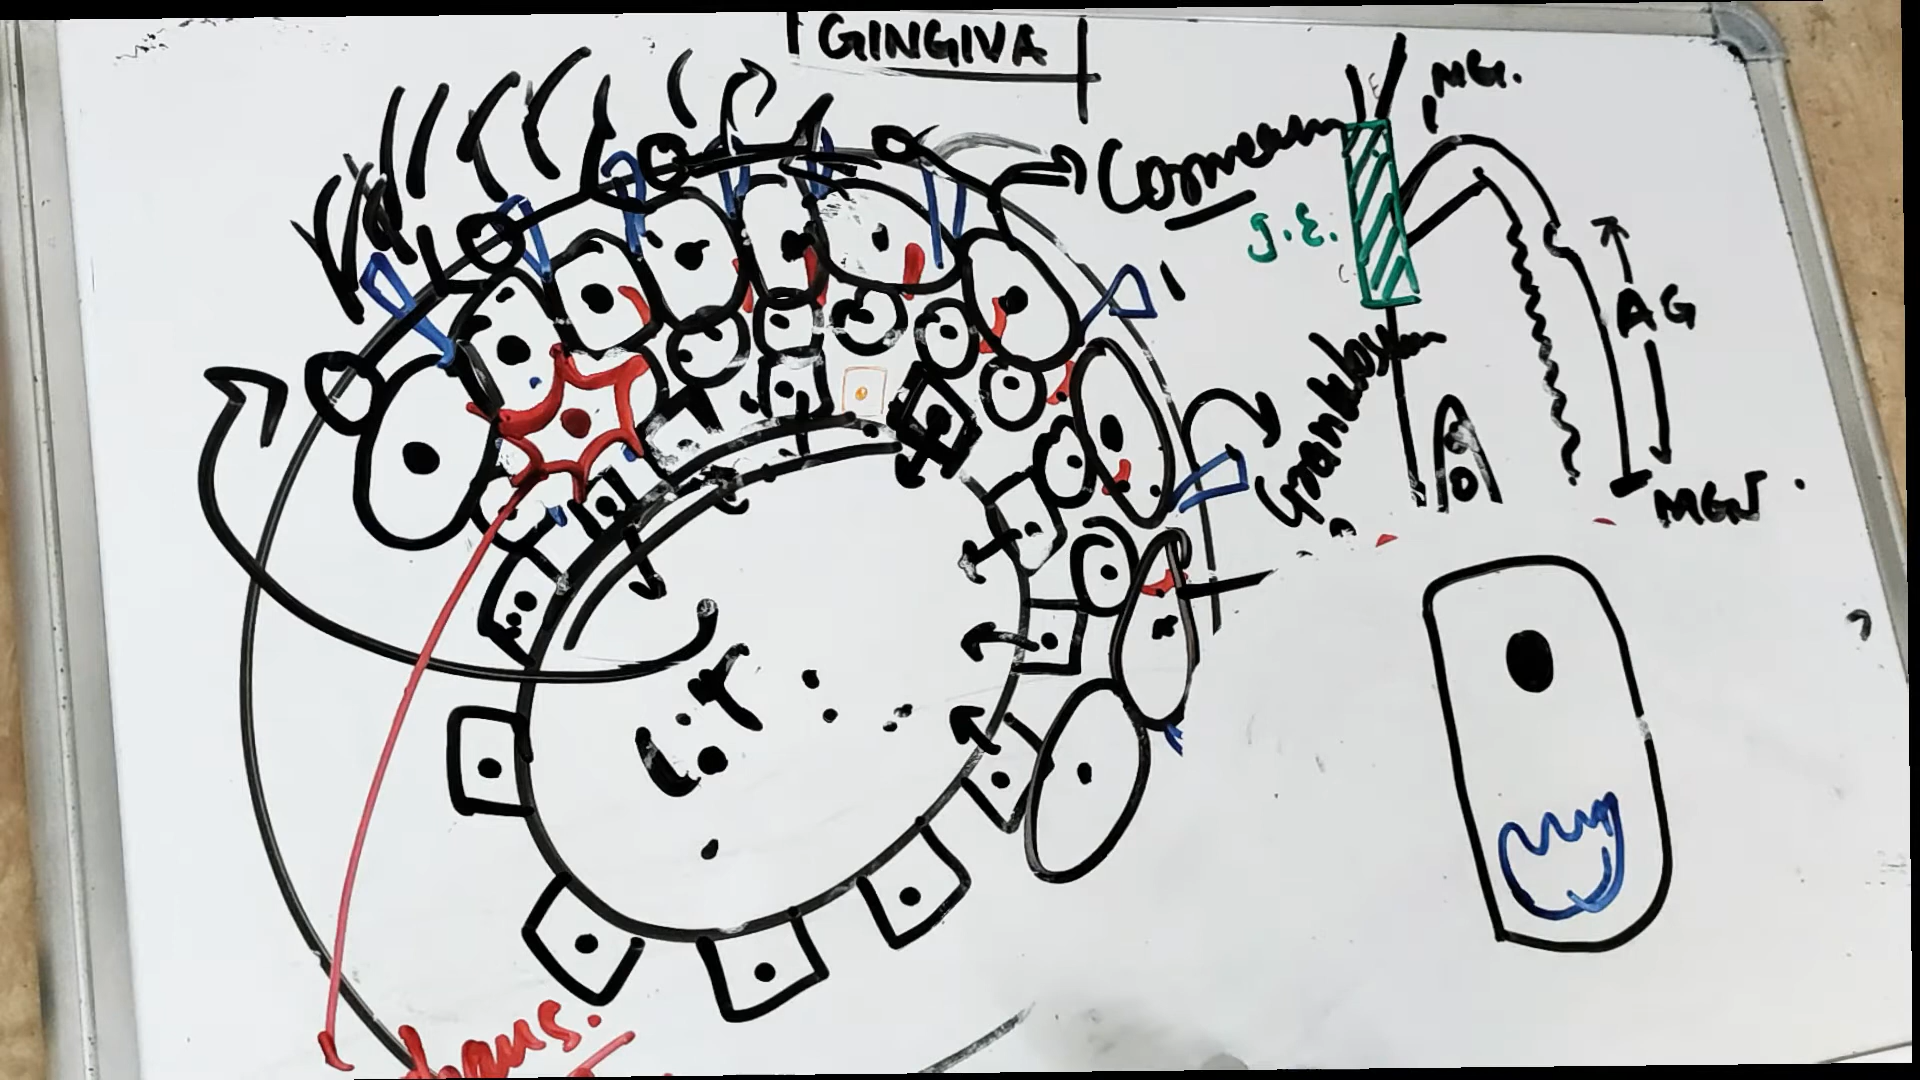 GINGIVA
MG.
Corneum
J.E.
AG
Granulosum
MGJ
L.P.